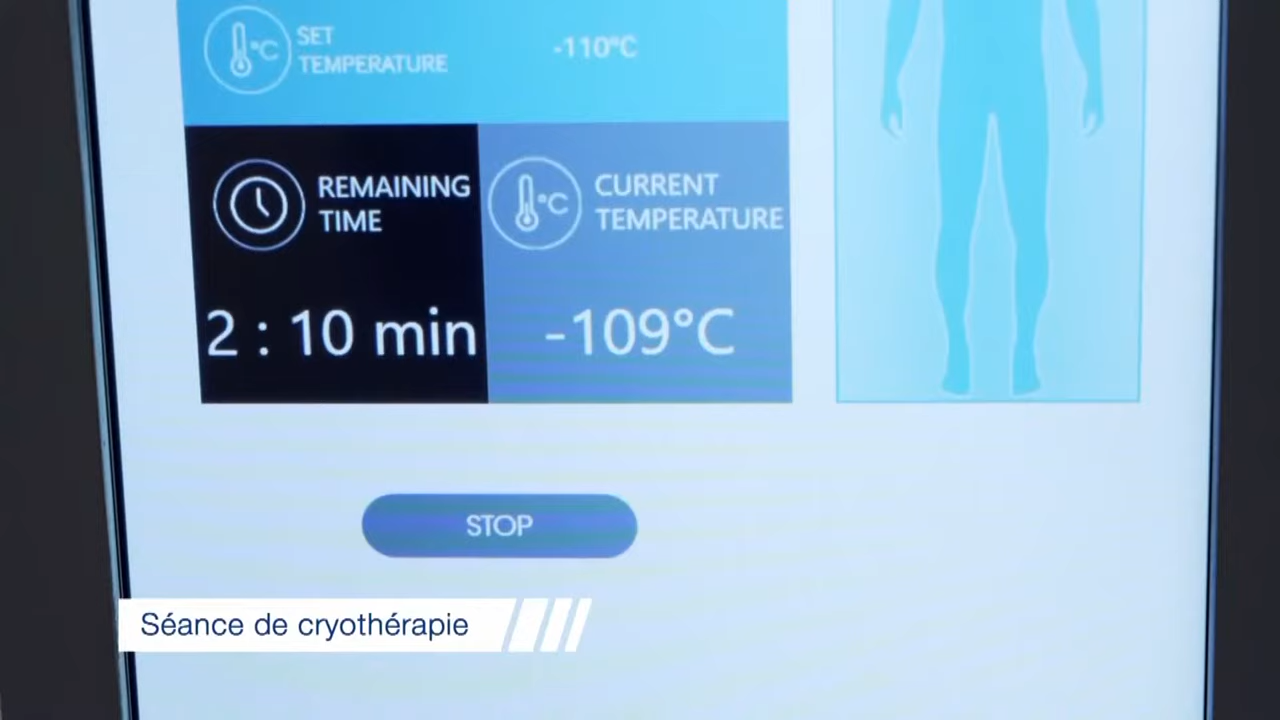 °C
SET
TEMPERATURE
-110°C
REMAINING
TIME
2 : 10 min
°C
CURRENT
TEMPERATURE
-109°C
STOP
Séance de cryothérapie